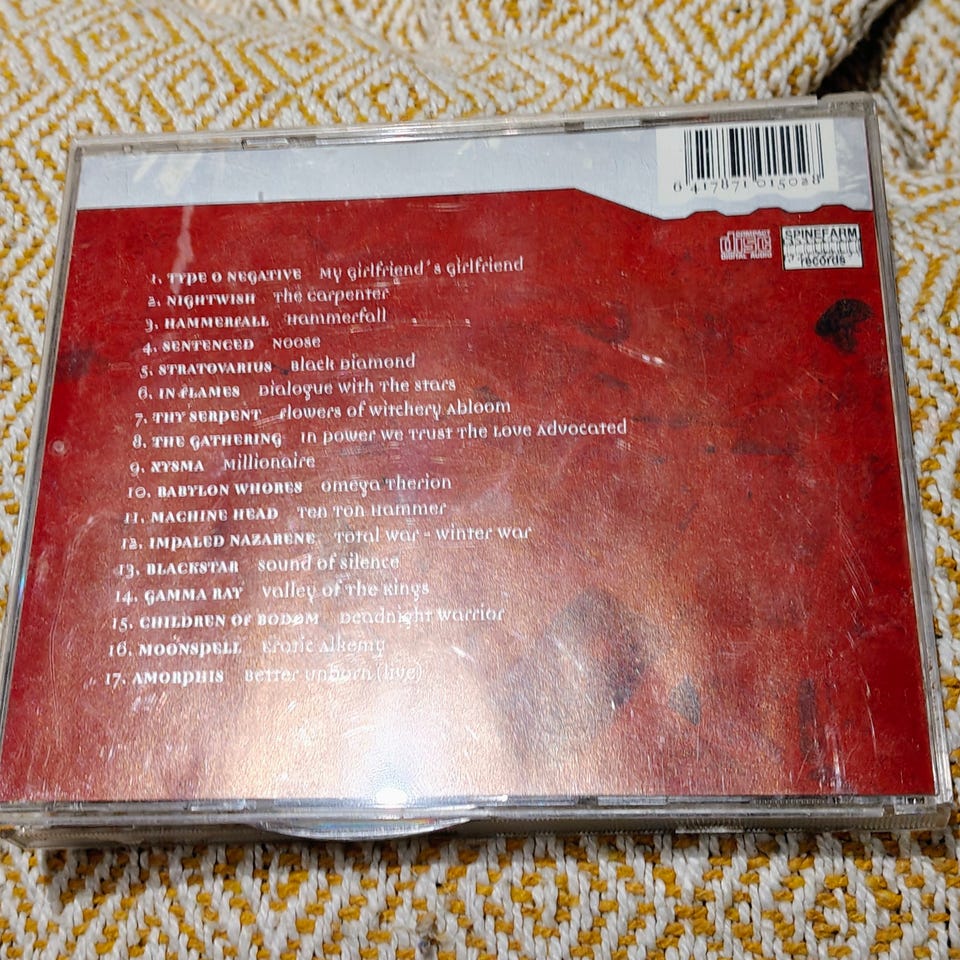 6 417871 015028
COMPACT
disc
DIGITAL AUDIO
SPINEFARM
records
1. TYPE O NEGATIVE My Girlfriend's Girlfriend
2. NIGHTWISH The Carpenter
3. HAMMERFALL Hammerfall
4. SENTENCED Noose
5. STRATOVARIUS Black Diamond
6. IN FLAMES Dialogue with The Stars
7. THY SERPENT Flowers of Witchery Abloom
8. THE GATHERING In Power We Trust The Love Advocated
9. XYSMA Millionaire
10. BABYLON WHORES Omega Therion
11. MACHINE HEAD Ten Ton Hammer
12. IMPALED NAZARENE Total War - Winter War
13. BLACKSTAR Sound of Silence
14. GAMMA RAY Valley of The Kings
15. CHILDREN OF BODOM Deadnight Warrior
16. MOONSPELL Erotic Alkemy
17. AMORPHIS Better Unborn (live)